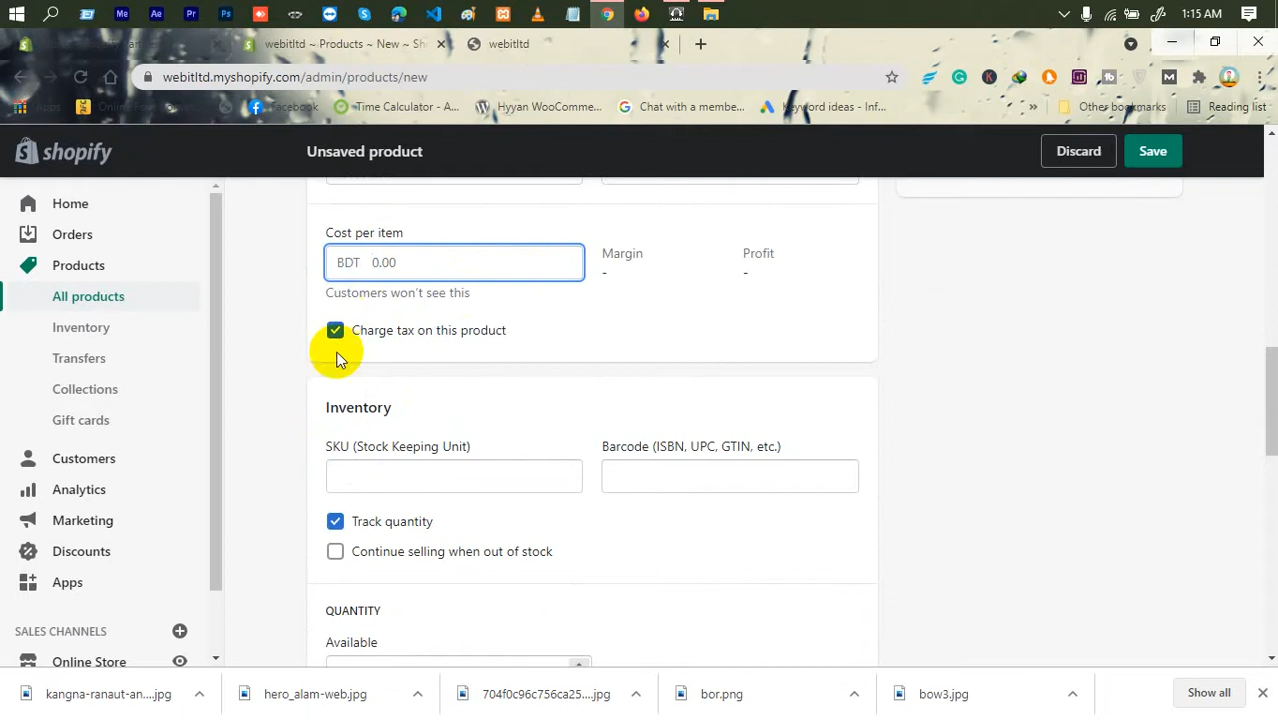 Me
Ae
Pr
Ps
1:15 AM
webitltd ~ Products ~ New ~ Sh
webitltd
webitltd.myshopify.com/admin/products/new
Apps
Facebook
Time Calculator - A...
Hyyan WooComme...
Chat with a membe...
Keyword ideas - Inf...
Other bookmarks
Reading list
shopify
Unsaved product
Discard
Save
Home
Orders
Products
All products
Inventory
Transfers
Collections
Gift cards
Customers
Analytics
Marketing
Discounts
Apps
SALES CHANNELS
Online Store
Cost per item
BDT 0.00
Customers won't see this
Margin
-
Profit
-
Charge tax on this product
Inventory
SKU (Stock Keeping Unit)
Barcode (ISBN, UPC, GTIN, etc.)
Track quantity
Continue selling when out of stock
QUANTITY
Available
kangna-ranaut-an....jpg
hero_alam-web.jpg
704f0c96c756ca25....jpg
bor.png
bow3.jpg
Show all